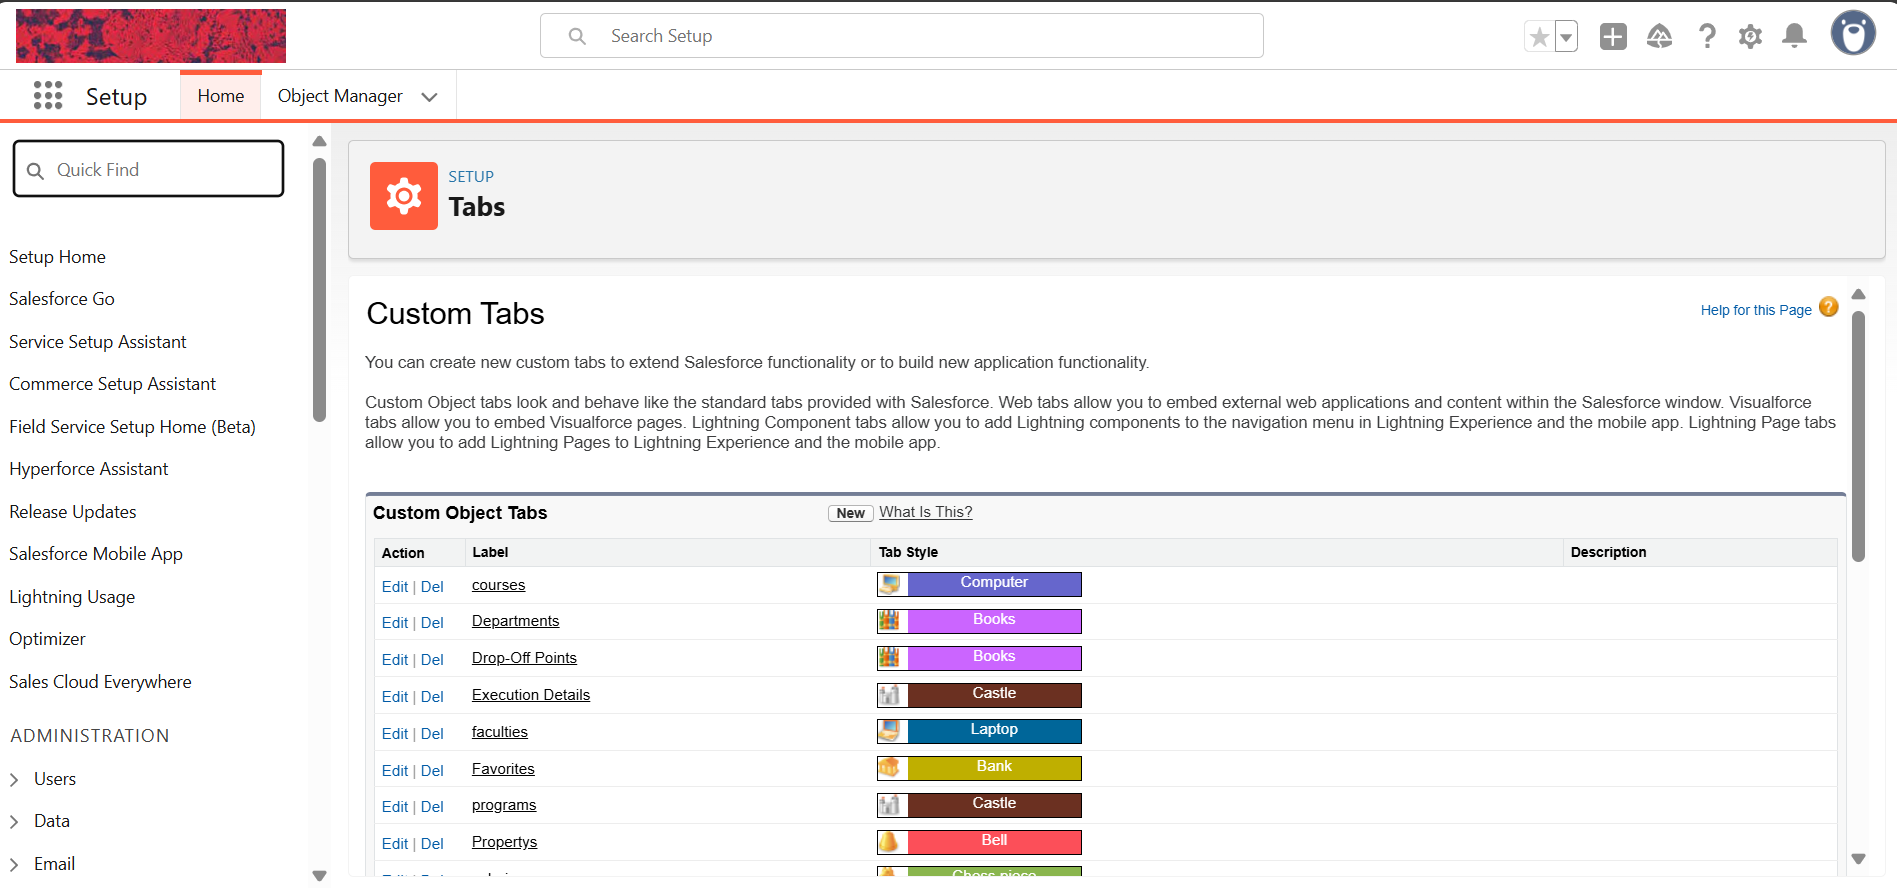 Search Setup
Setup
Home
Object Manager
Quick Find
Setup Home
Salesforce Go
Service Setup Assistant
Commerce Setup Assistant
Field Service Setup Home (Beta)
Hyperforce Assistant
Release Updates
Salesforce Mobile App
Lightning Usage
Optimizer
Sales Cloud Everywhere
ADMINISTRATION
Users
Data
Email
SETUP
Tabs
Custom Tabs
Help for this Page ?
You can create new custom tabs to extend Salesforce functionality or to build new application functionality.
Custom Object tabs look and behave like the standard tabs provided with Salesforce. Web tabs allow you to embed external web applications and content within the Salesforce window. Visualforce
tabs allow you to embed Visualforce pages. Lightning Component tabs allow you to add Lightning components to the navigation menu in Lightning Experience and the mobile app. Lightning Page tabs
allow you to add Lightning Pages to Lightning Experience and the mobile app.
Custom Object Tabs New What Is This?
Action Label Tab Style Description
Edit | Del courses Computer
Edit | Del Departments Books
Edit | Del Drop-Off Points Books
Edit | Del Execution Details Castle
Edit | Del faculties Laptop
Edit | Del Favorites Bank
Edit | Del programs Castle
Edit | Del Propertys Bell
Chess piece